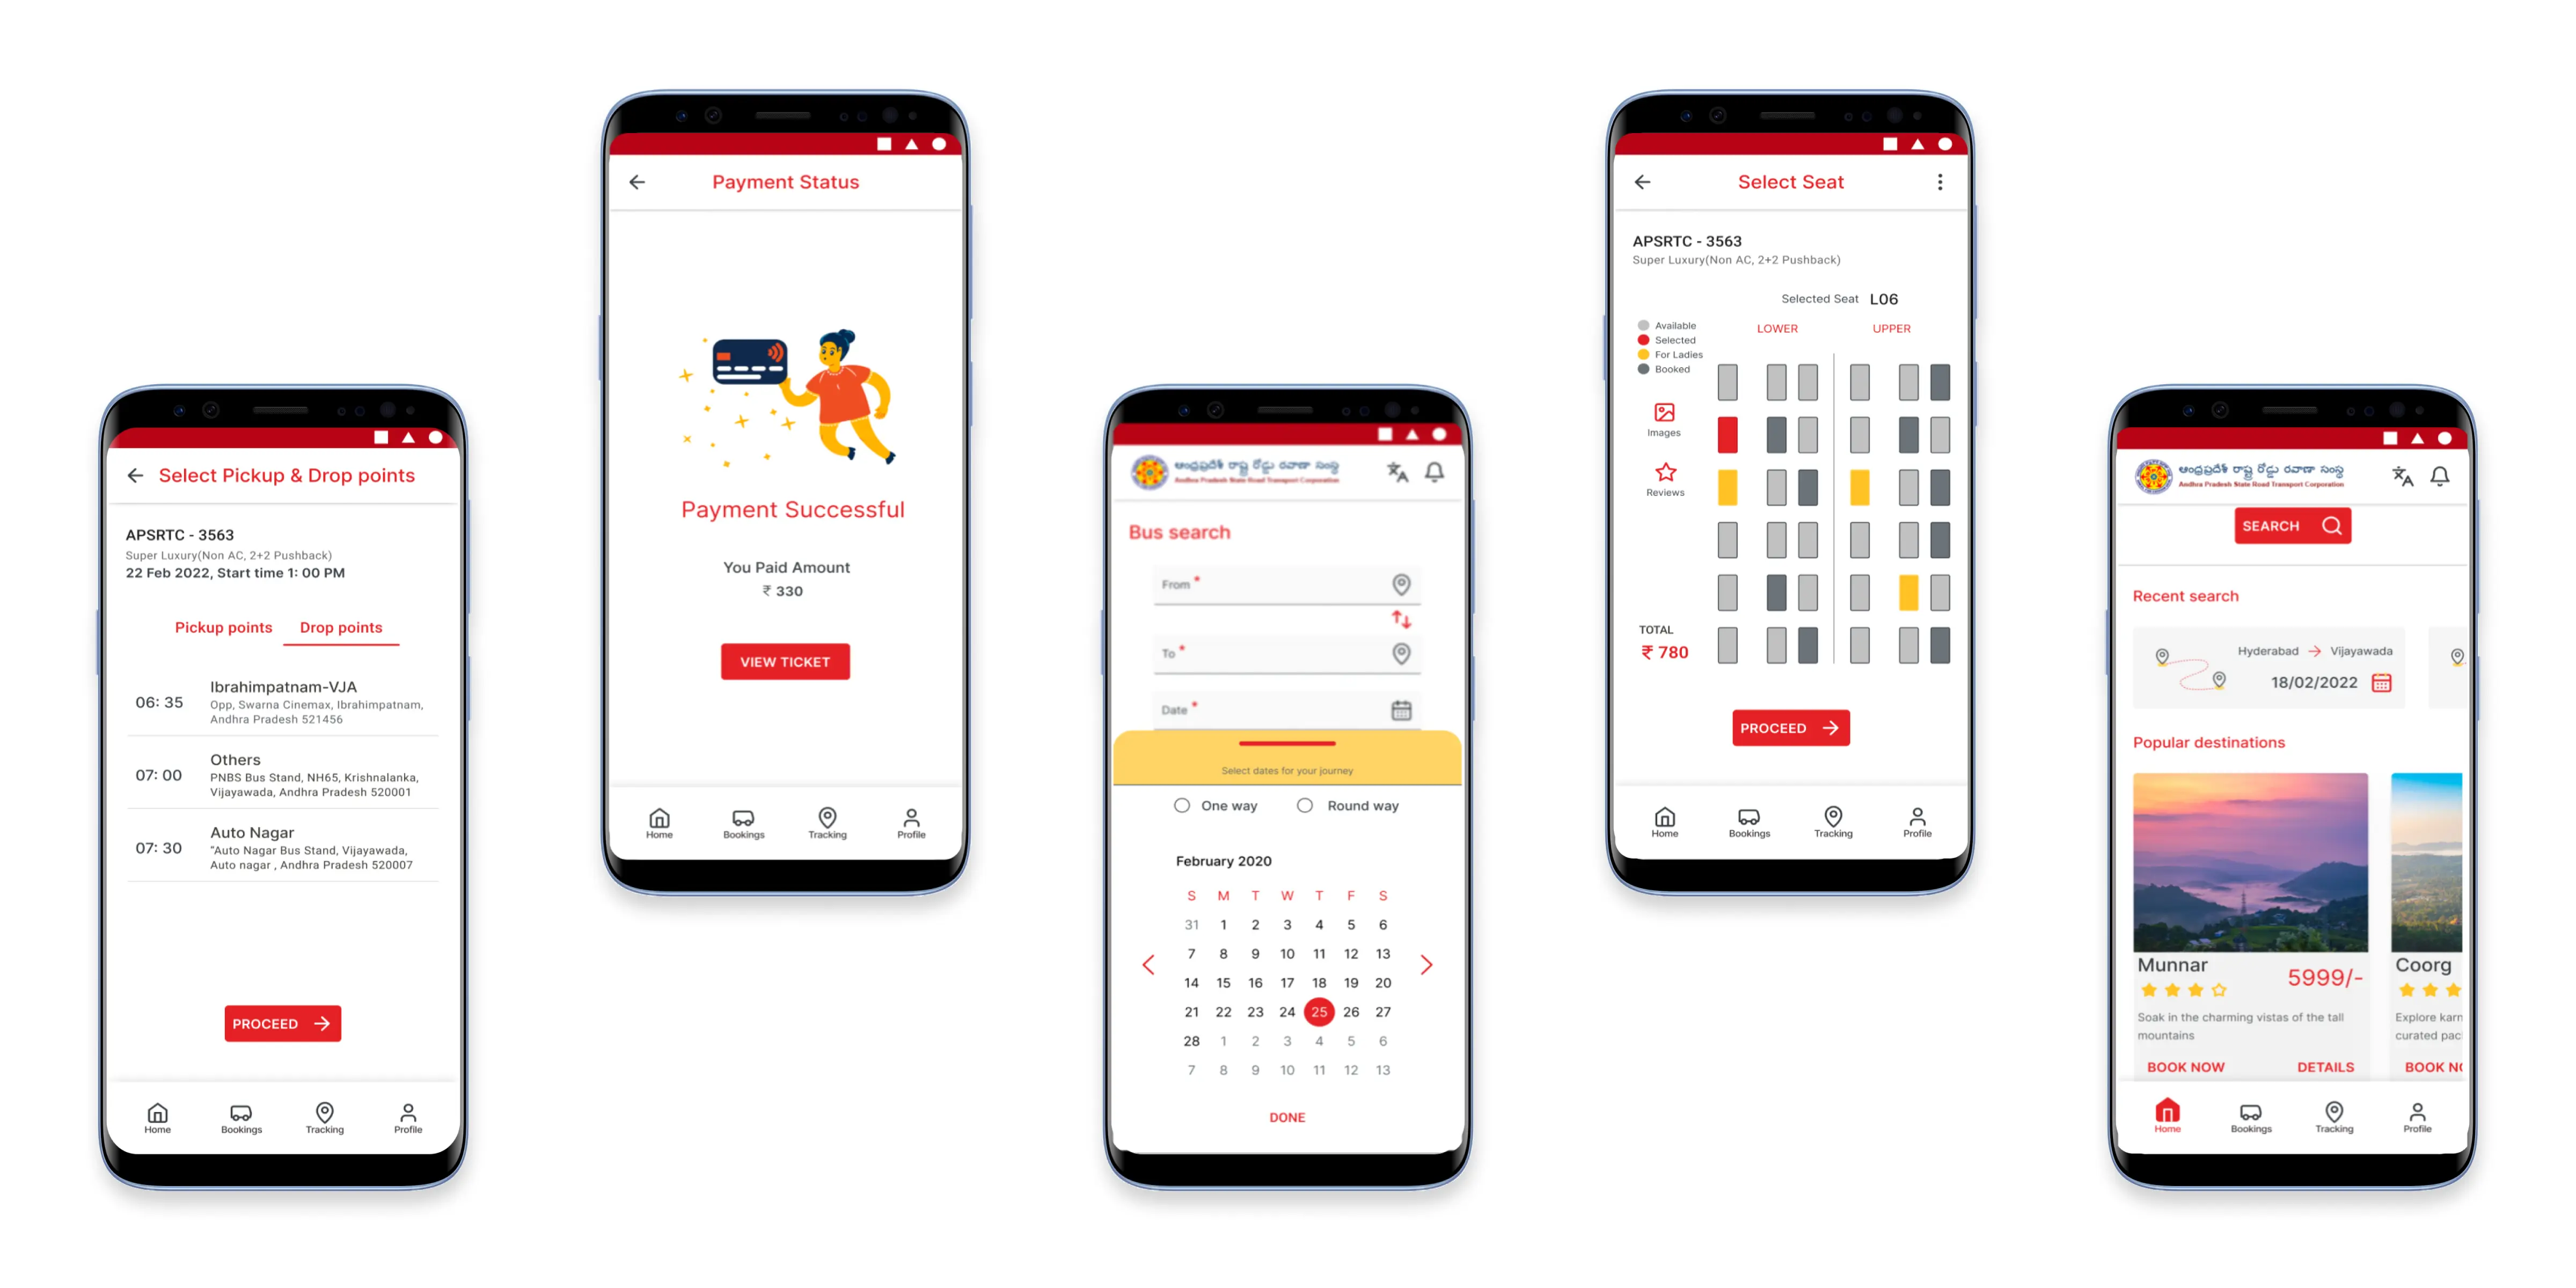 Select Pickup & Drop points
APSRTC - 3563
Super Luxury(Non AC, 2+2 Pushback)
22 Feb 2022, Start time 1: 00 PM
Pickup points Drop points
06: 35
Ibrahimpatnam-VJA
Opp, Swarna Cinemax, Ibrahimpatnam,
Andhra Pradesh 521456
07: 00
Others
PNBS Bus Stand, NH65, Krishnalanka,
Vijayawada, Andhra Pradesh 520001
07: 30
Auto Nagar
"Auto Nagar Bus Stand, Vijayawada,
Auto nagar , Andhra Pradesh 520007
PROCEED
Home Bookings Tracking Profile
Payment Status
Payment Successful
You Paid Amount
₹ 330
VIEW TICKET
Home Bookings Tracking Profile
ఆంధ్రప్రదేశ్ రాష్ట్ర రోడ్డు రవాణా సంస్థ
Andhra Pradesh State Road Transport Corporation
Bus search
From *
To *
Date *
Select dates for your journey
One way Round way
February 2020
S M T W T F S
31 1 2 3 4 5 6
7 8 9 10 11 12 13
14 15 16 17 18 19 20
21 22 23 24 25 26 27
28 1 2 3 4 5 6
7 8 9 10 11 12 13
DONE
Select Seat
APSRTC - 3563
Super Luxury(Non AC, 2+2 Pushback)
Selected Seat L06
Available
Selected
For Ladies
Booked
LOWER UPPER
Images
Reviews
TOTAL
₹ 780
PROCEED
Home Bookings Tracking Profile
ఆంధ్రప్రదేశ్ రాష్ట్ర రోడ్డు రవాణా సంస్థ
Andhra Pradesh State Road Transport Corporation
SEARCH
Recent search
Hyderabad → Vijayawada
18/02/2022
Popular destinations
Munnar
5999/-
Soak in the charming vistas of the tall
mountains
BOOK NOW DETAILS
Coorg
Explore karn
curated pac
BOOK NO
Home Bookings Tracking Profile